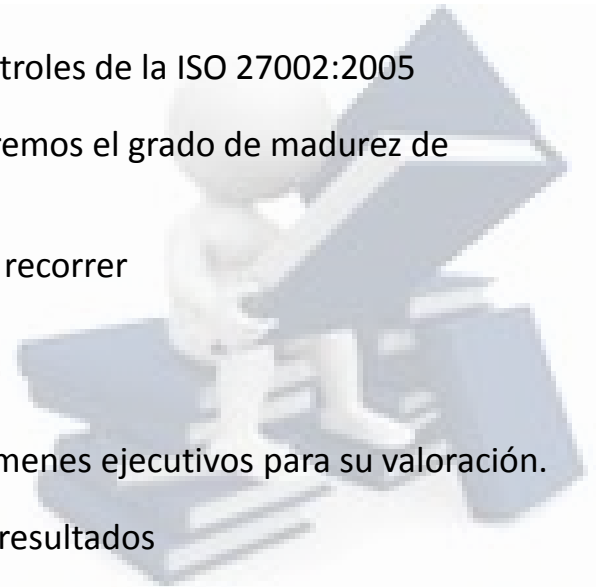 troles de la ISO 27002:2005
remos el grado de madurez de
recorrer
menes ejecutivos para su valoración.
resultados